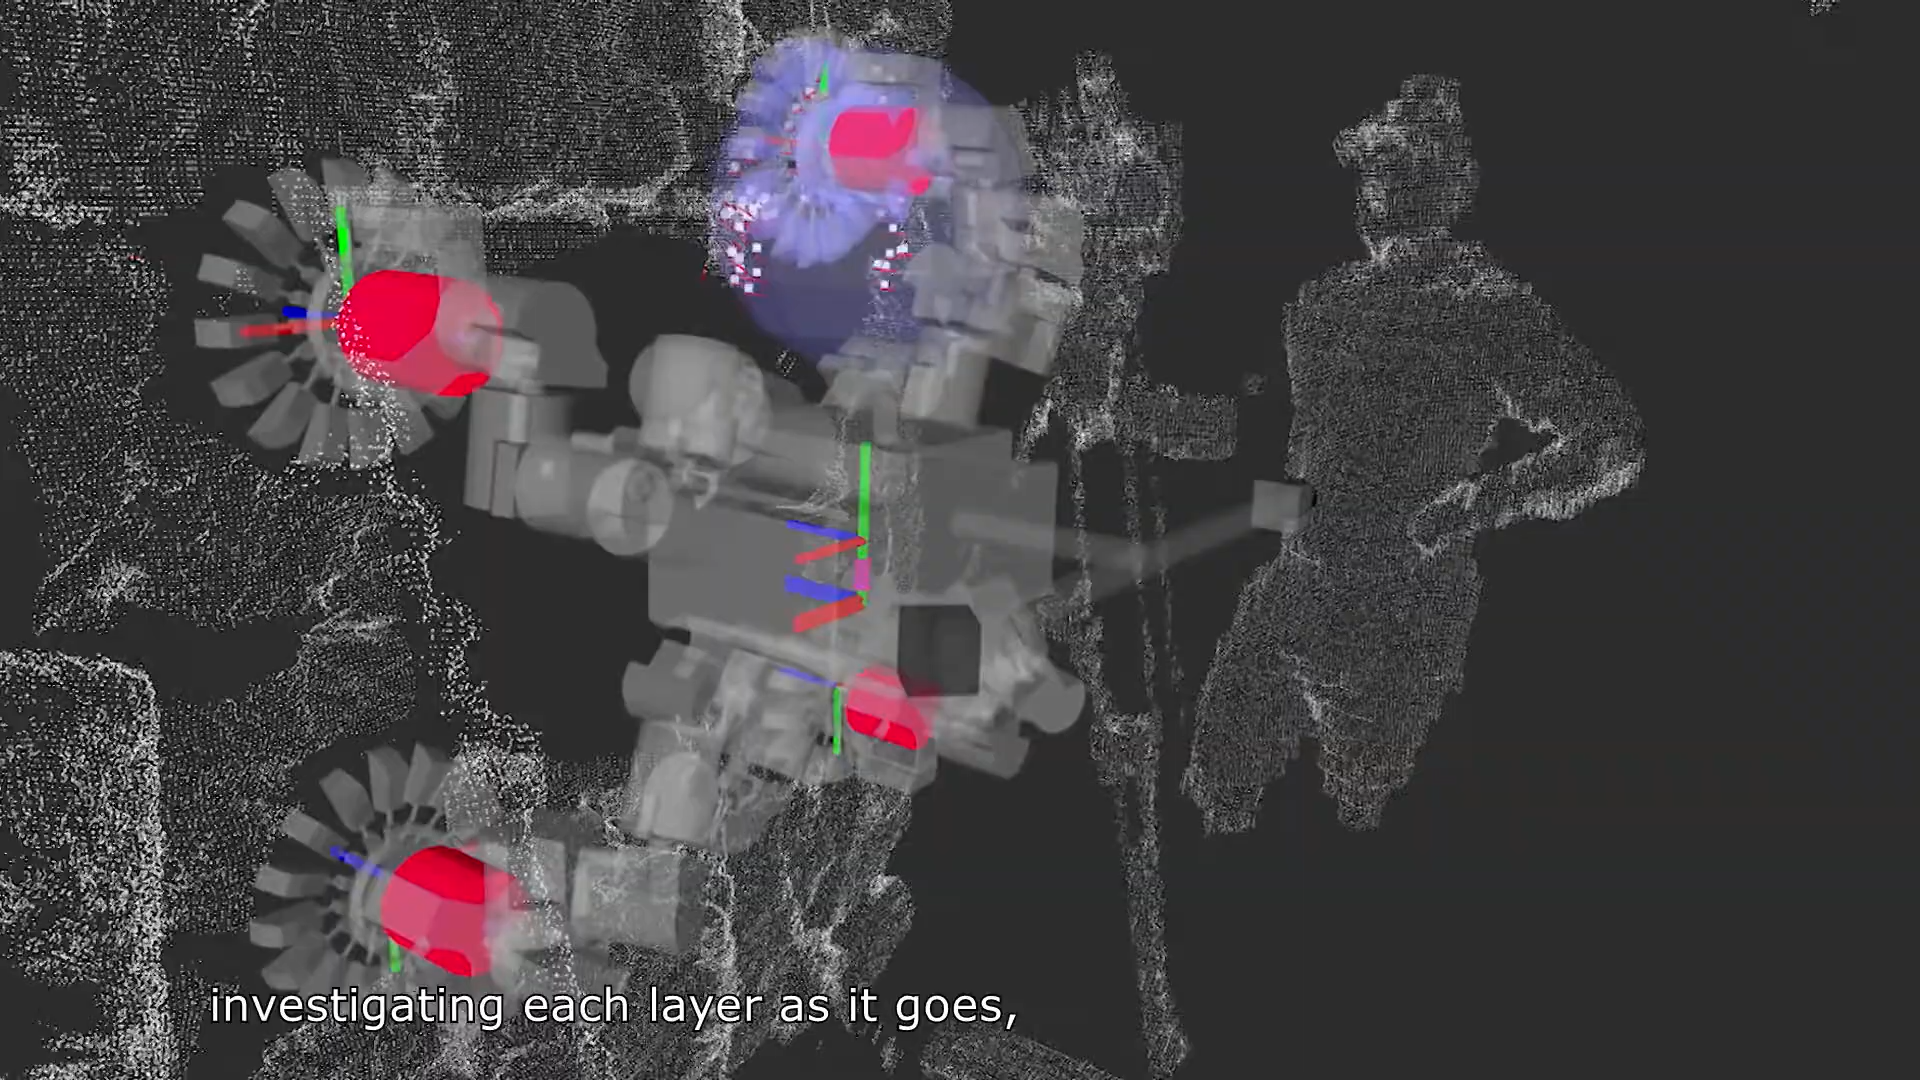 investigating each layer as it goes,